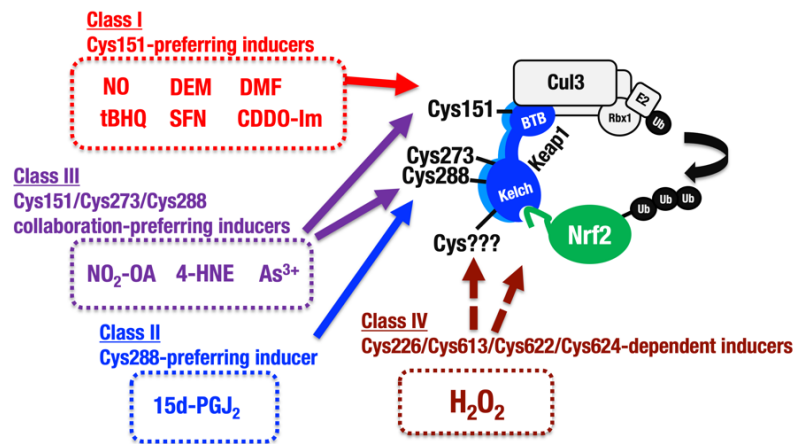 Class I
Cys151-preferring inducers
NO DEM DMF
tBHQ SFN CDDO-Im
Class III
Cys151/Cys273/Cys288
collaboration-preferring inducers
NO₂-OA 4-HNE As³⁺
Class II
Cys288-preferring inducer
15d-PGJ₂
Cul3
E2
Rbx1
Ub
Cys151
BTB
Keap1
Cys273
Cys288
Kelch
Cys???
Nrf2
Ub Ub Ub
Class IV
Cys226/Cys613/Cys622/Cys624-dependent inducers
H₂O₂